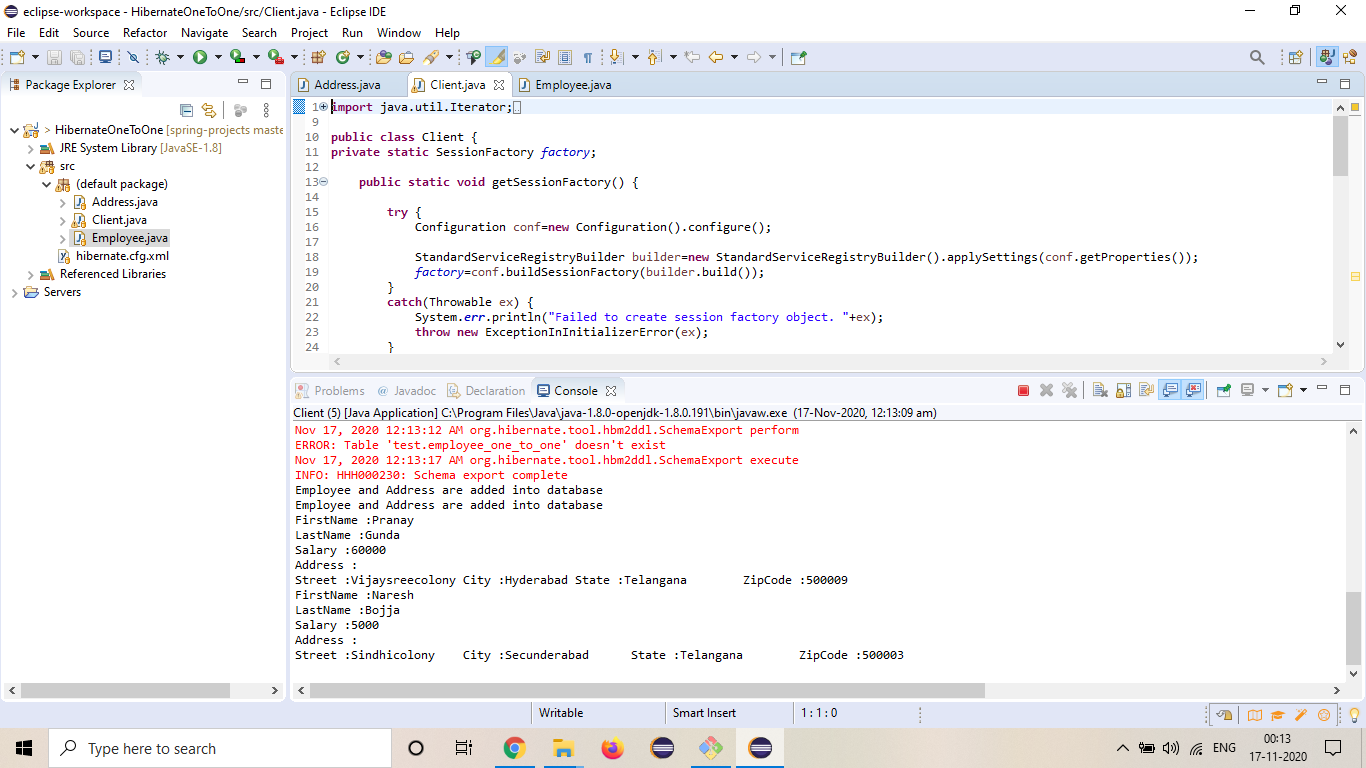 eclipse-workspace - HibernateOneToOne/src/Client.java - Eclipse IDE
File Edit Source Refactor Navigate Search Project Run Window Help
Package Explorer
> HibernateOneToOne [spring-projects maste
JRE System Library [JavaSE-1.8]
src
(default package)
Address.java
Client.java
Employee.java
hibernate.cfg.xml
Referenced Libraries
Servers
Address.java Client.java Employee.java
1 import java.util.Iterator;
9
10 public class Client {
11 private static SessionFactory factory;
12
13 public static void getSessionFactory() {
14
15 try {
16 Configuration conf=new Configuration().configure();
17
18 StandardServiceRegistryBuilder builder=new StandardServiceRegistryBuilder().applySettings(conf.getProperties());
19 factory=conf.buildSessionFactory(builder.build());
20 }
21 catch(Throwable ex) {
22 System.err.println("Failed to create session factory object. "+ex);
23 throw new ExceptionInInitializerError(ex);
24 }
Problems @ Javadoc Declaration Console
Client (5) [Java Application] C:\Program Files\Java\java-1.8.0-openjdk-1.8.0.191\bin\javaw.exe (17-Nov-2020, 12:13:09 am)
Nov 17, 2020 12:13:12 AM org.hibernate.tool.hbm2ddl.SchemaExport perform
ERROR: Table 'test.employee_one_to_one' doesn't exist
Nov 17, 2020 12:13:17 AM org.hibernate.tool.hbm2ddl.SchemaExport execute
INFO: HHH000230: Schema export complete
Employee and Address are added into database
Employee and Address are added into database
FirstName :Pranay
LastName :Gunda
Salary :60000
Address :
Street :Vijaysreecolony City :Hyderabad State :Telangana ZipCode :500009
FirstName :Naresh
LastName :Bojja
Salary :5000
Address :
Street :Sindhicolony City :Secunderabad State :Telangana ZipCode :500003
Writable Smart Insert 1 : 1 : 0
Type here to search
ENG
00:13
17-11-2020